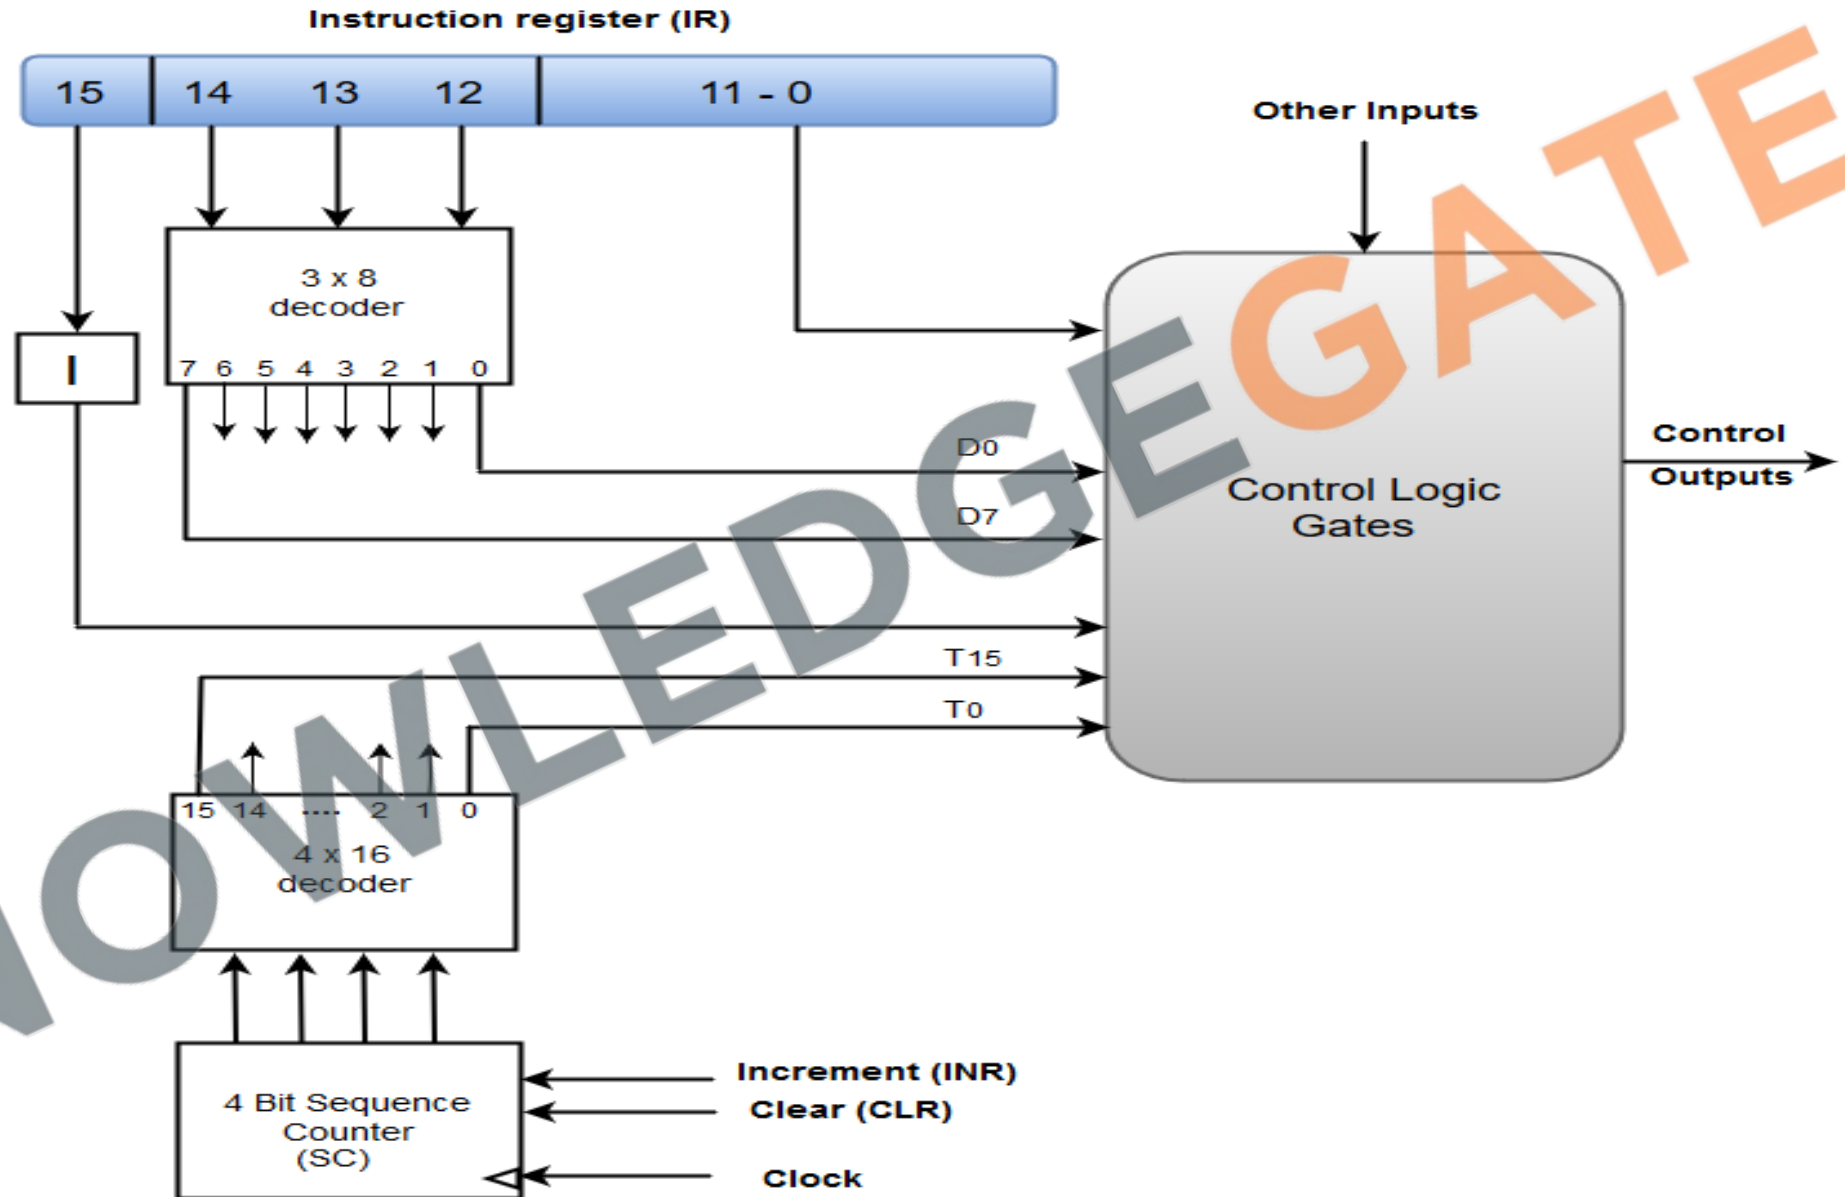 Instruction register (IR)
15 14 13 12 11 - 0
Other Inputs
3 x 8
decoder
7 6 5 4 3 2 1 0
I
D0
D7
Control Logic
Gates
Control
Outputs
T15
T0
15 14 .... 2 1 0
4 x 16
decoder
4 Bit Sequence
Counter
(SC)
Increment (INR)
Clear (CLR)
Clock
NOWLEDGEGATE